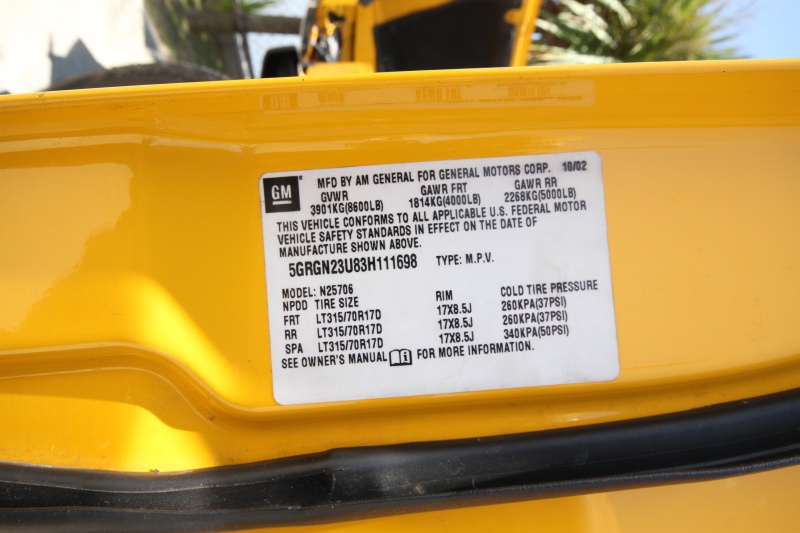 GM
MFD BY AM GENERAL FOR GENERAL MOTORS CORP. 10/02
GVWR GAWR FRT GAWR RR
3901KG(8600LB) 1814KG(4000LB) 2268KG(5000LB)
THIS VEHICLE CONFORMS TO ALL APPLICABLE U.S. FEDERAL MOTOR
VEHICLE SAFETY STANDARDS IN EFFECT ON THE DATE OF
MANUFACTURE SHOWN ABOVE.
5GRGN23U83H111698 TYPE: M.P.V.
MODEL: N25706
NPDD TIRE SIZE RIM COLD TIRE PRESSURE
FRT LT315/70R17D 17X8.5J 260KPA(37PSI)
RR LT315/70R17D 17X8.5J 260KPA(37PSI)
SPA LT315/70R17D 17X8.5J 340KPA(50PSI)
SEE OWNER'S MANUAL FOR MORE INFORMATION.